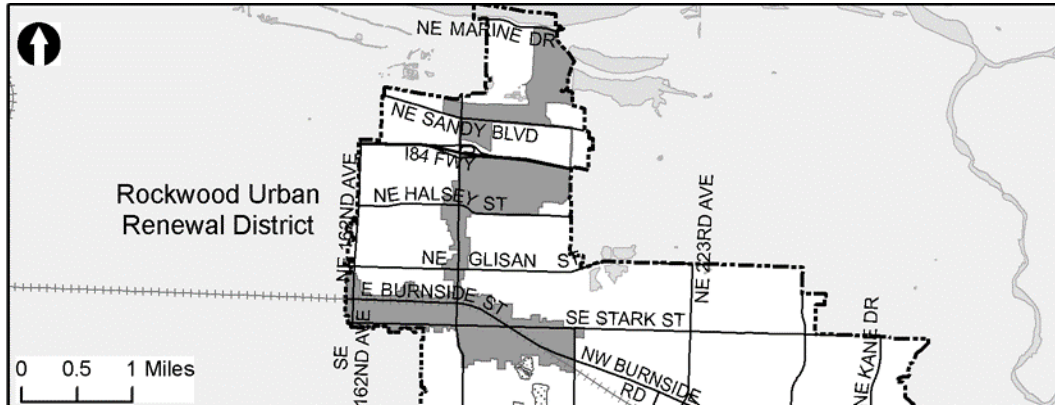 NE MARINE DR
NE SANDY BLVD
I84 FWY
NE 162ND AVE
Rockwood Urban
Renewal District
NE HALSEY ST
NE 223RD AVE
NE GLISAN ST
E BURNSIDE ST
SE STARK ST
SE
162ND AVE
NW BURNSIDE
RD
NE KANE DR
0 0.5 1 Miles